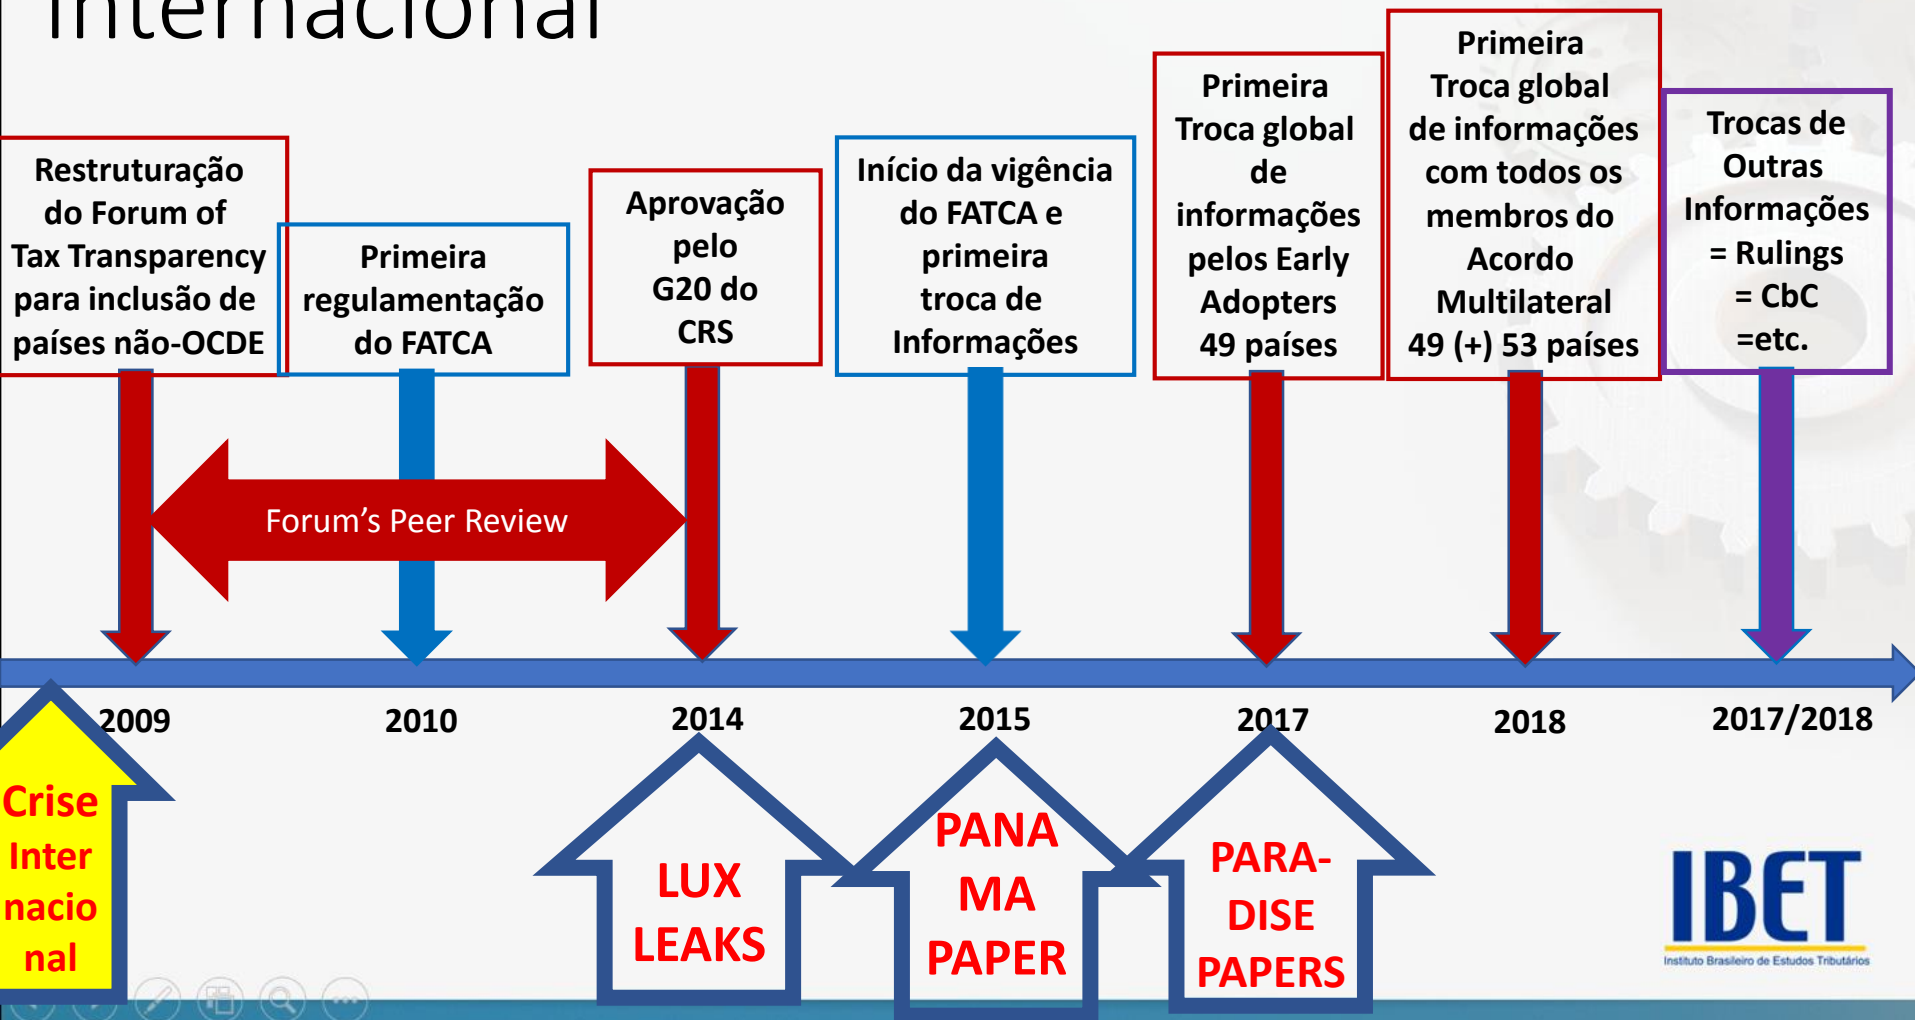 Internacional
Restruturação
do Forum of
Tax Transparency
para inclusão de
países não-OCDE
Primeira
regulamentação
do FATCA
Aprovação
pelo
G20 do
CRS
Início da vigência
do FATCA e
primeira
troca de
Informações
Primeira
Troca global
de
informações
pelos Early
Adopters
49 países
Primeira
Troca global
de informações
com todos os
membros do
Acordo
Multilateral
49 (+) 53 países
Trocas de
Outras
Informações
= Rulings
= CbC
=etc.
Forum’s Peer Review
2009
2010
2014
2015
2017
2018
2017/2018
Crise
Inter
nacio
nal
LUX
LEAKS
PANA
MA
PAPER
PARA-
DISE
PAPERS
IBET
Instituto Brasileiro de Estudos Tributários